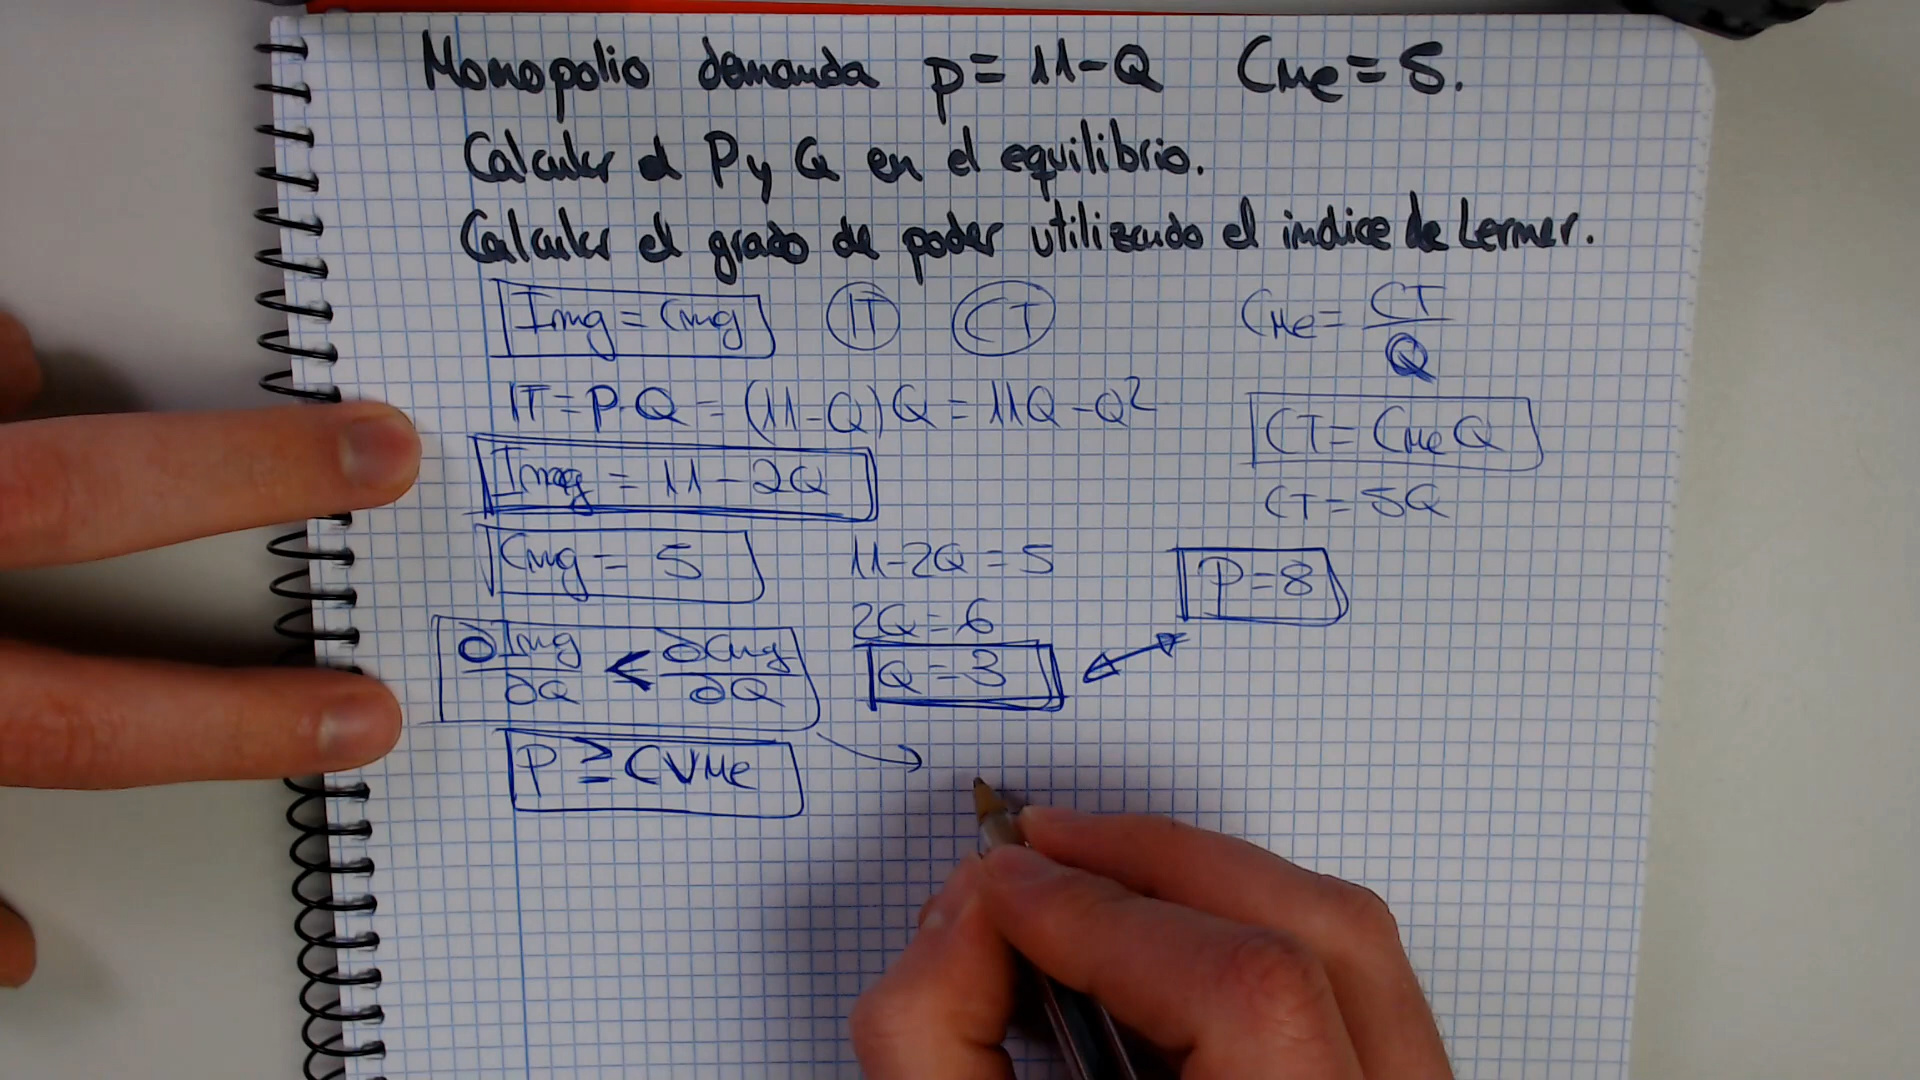 Monopolio demanda p = 11-Q CMe = 5.
Calcular el P y Q en el equilibrio.
Calcular el grado de poder utilizando el indice de Lerner.
Img = Cmg IT CT CMe = CT/Q
IT = P·Q = (11-Q)Q = 11Q - Q²
CT = CMe Q
Img = 11 - 2Q
CT = 5Q
Cmg = 5 11-2Q = 5 P = 8
2Q = 6
∂Img/∂Q < ∂Cmg/∂Q Q = 3
P ≥ CVMe